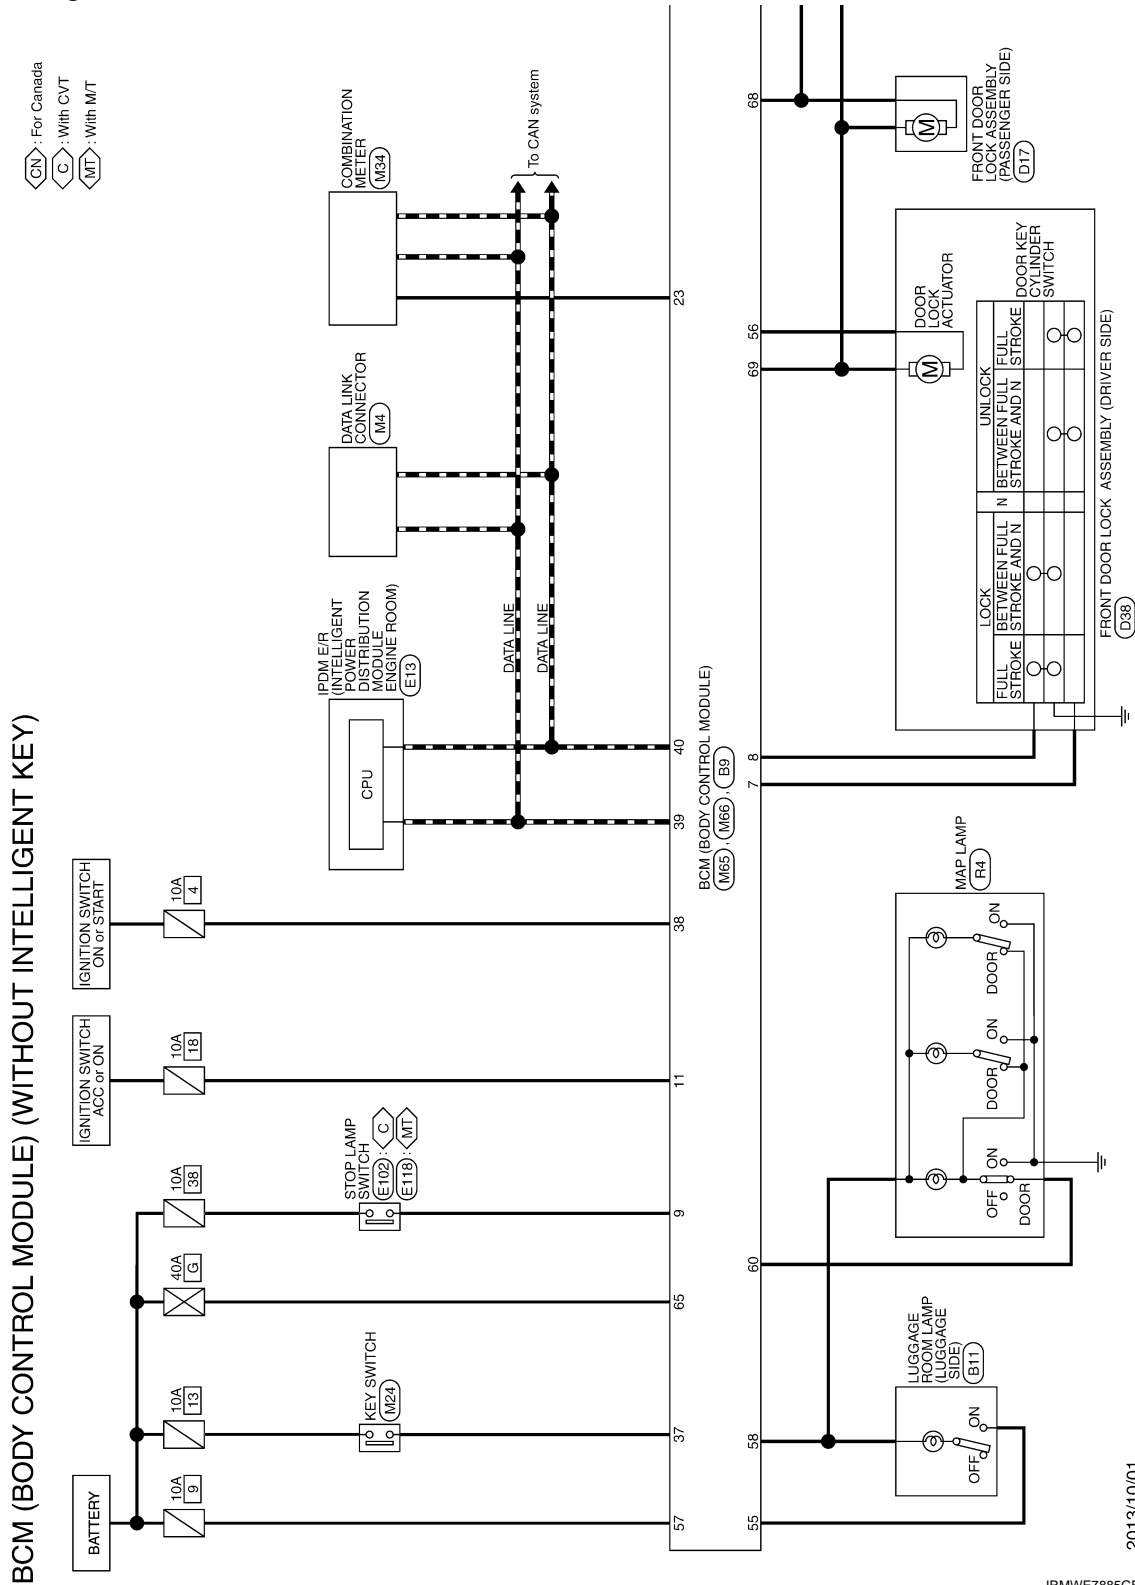 BCM (BODY CONTROL MODULE) (WITHOUT INTELLIGENT KEY)
CN : For Canada
C : With CVT
MT : With M/T
BATTERY
IGNITION SWITCH
ACC or ON
IGNITION SWITCH
ON or START
10A
9
10A
13
40A
G
10A
38
10A
18
10A
4
KEY SWITCH
M24
STOP LAMP
SWITCH
E102 : C
E118 : MT
IPDM E/R
(INTELLIGENT
POWER
DISTRIBUTION
MODULE
ENGINE ROOM)
E13
CPU
DATA LINK
CONNECTOR
M4
COMBINATION
METER
M34
DATA LINE
DATA LINE
To CAN system
57
37
65
9
11
38
39
40
23
BCM (BODY CONTROL MODULE)
M65 , M66 , B9
55
58
60
7
8
69
56
68
LUGGAGE
ROOM LAMP
(LUGGAGE
SIDE)
B11
OFF
ON
MAP LAMP
R4
OFF
ON
DOOR
DOOR
ON
DOOR
ON
DOOR
LOCK
ACTUATOR
M
LOCK
N
UNLOCK
FULL
STROKE
BETWEEN FULL
STROKE AND N
BETWEEN FULL
STROKE AND N
FULL
STROKE
DOOR KEY
CYLINDER
SWITCH
FRONT DOOR LOCK ASSEMBLY (DRIVER SIDE)
D38
M
FRONT DOOR
LOCK ASSEMBLY
(PASSENGER SIDE)
D17
2013/10/01